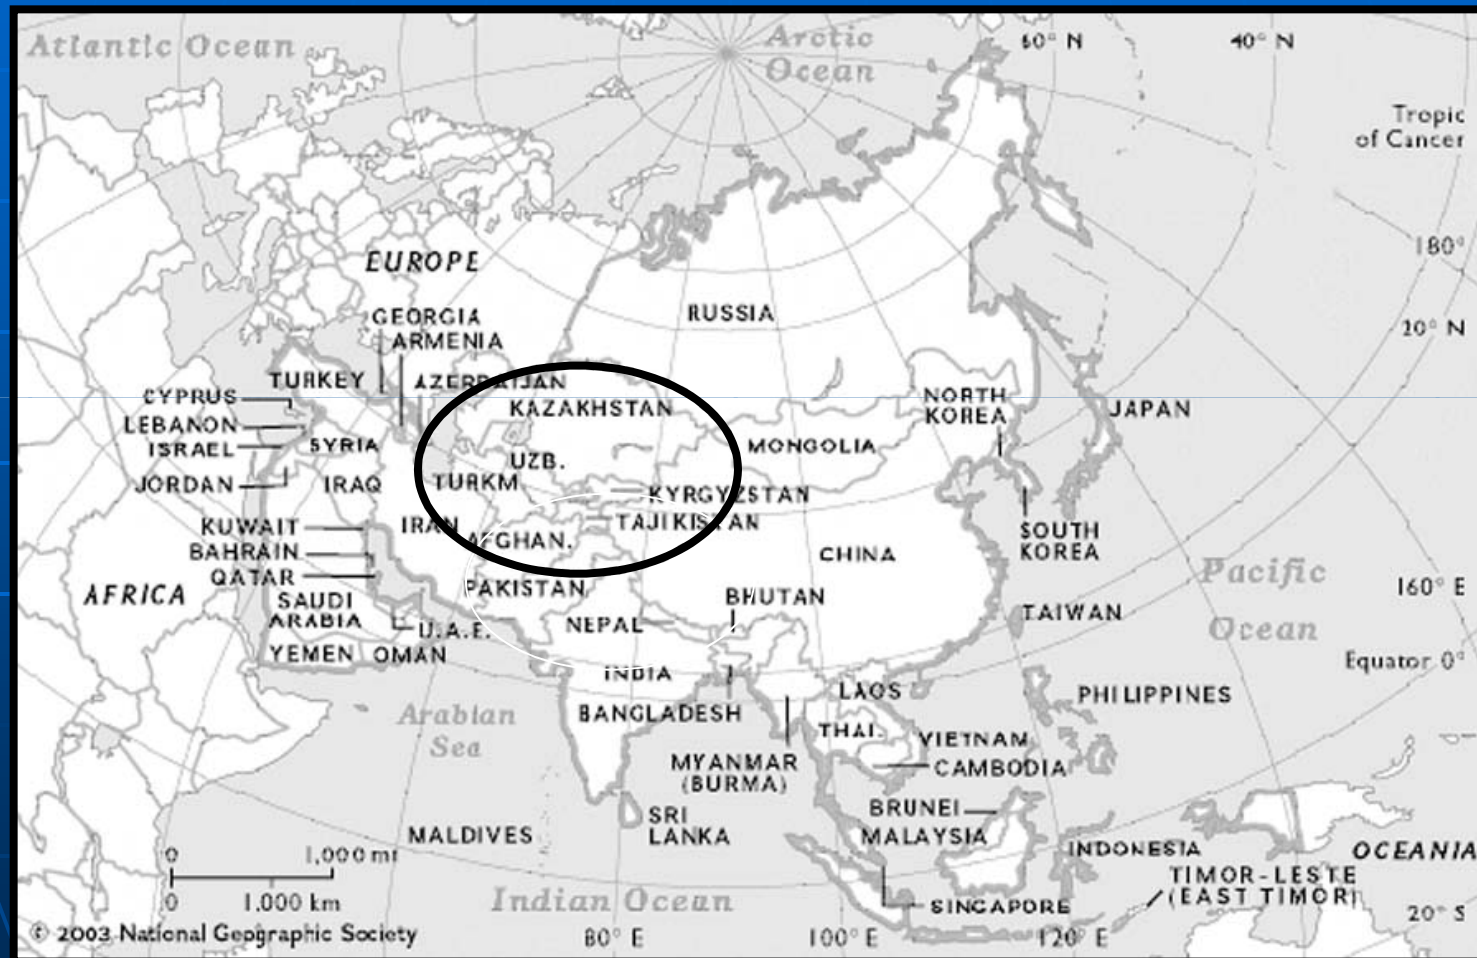 Atlantic Ocean
Arctic
Ocean
60° N
40° N
Tropic
of Cancer
180°
EUROPE
GEORGIA
ARMENIA
RUSSIA
20° N
TURKEY
AZERBAIJAN
CYPRUS
LEBANON
ISRAEL
SYRIA
KAZAKHSTAN
NORTH
KOREA
JAPAN
MONGOLIA
UZB.
JORDAN
IRAQ
TURKM.
KYRGYZSTAN
KUWAIT
IRAN
TAJIKISTAN
AFGHAN.
SOUTH
KOREA
BAHRAIN
CHINA
QATAR
AFRICA
PAKISTAN
Pacific
Ocean
160° E
SAUDI
ARABIA
BHUTAN
TAIWAN
U.A.E.
NEPAL
YEMEN
OMAN
Equator 0°
INDIA
LAOS
PHILIPPINES
Arabian
Sea
BANGLADESH
THAI.
VIETNAM
CAMBODIA
MYANMAR
(BURMA)
SRI
LANKA
BRUNEI
MALAYSIA
MALDIVES
INDONESIA
OCEANIA
0
1,000 mi
0
1,000 km
TIMOR-LESTE
(EAST TIMOR)
Indian Ocean
SINGAPORE
20° S
© 2003 National Geographic Society
80° E
100° E
120° E